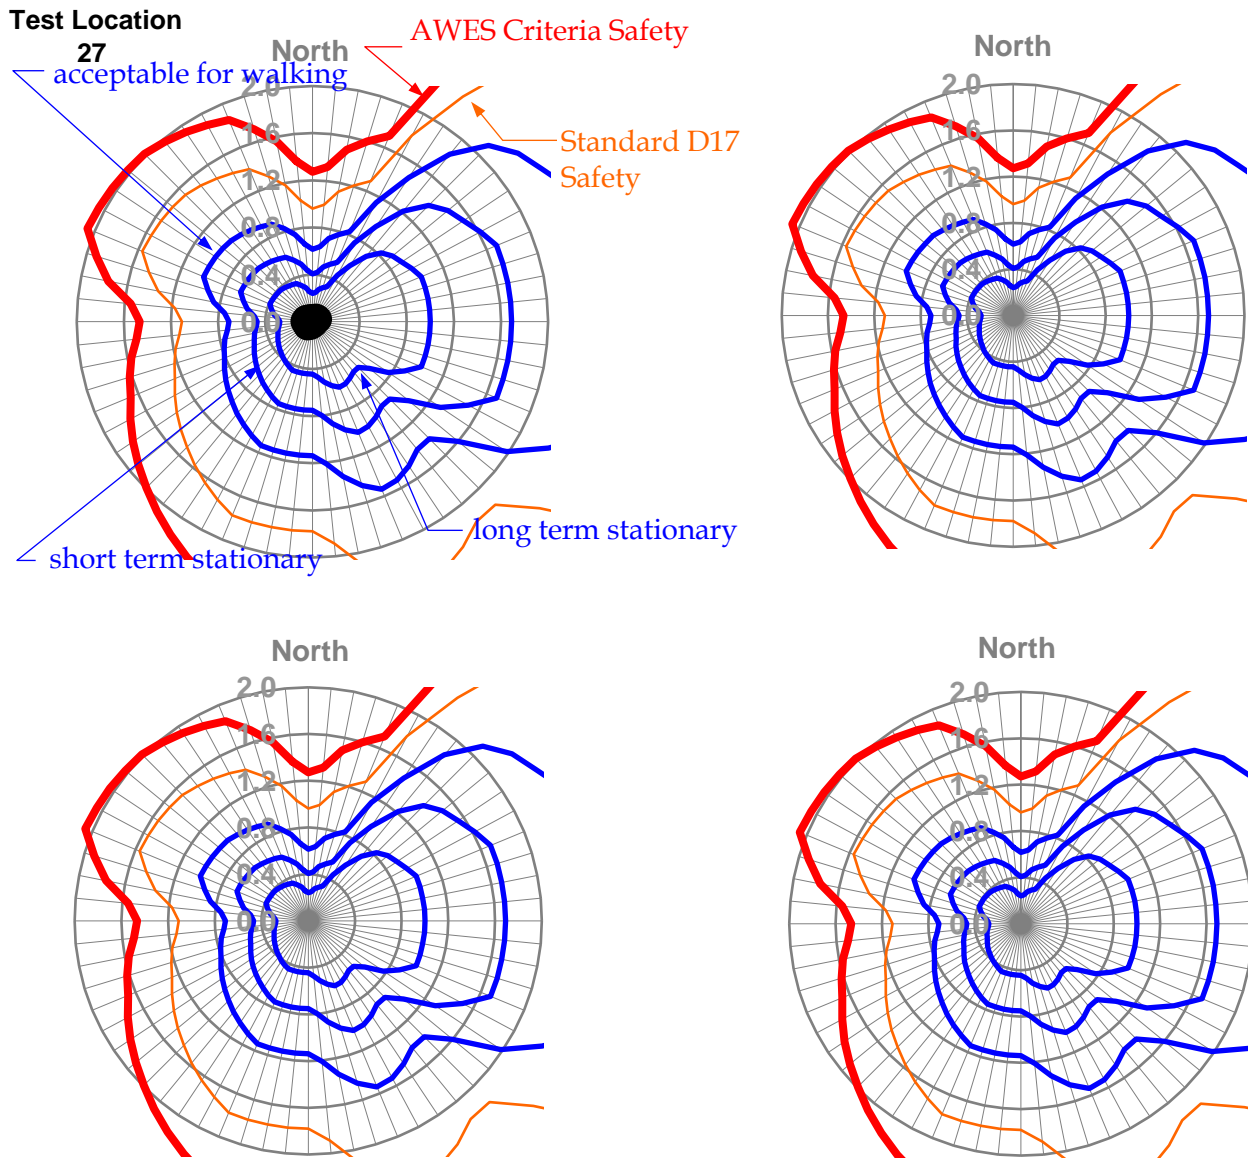 Test Location
27
AWES Criteria Safety
North
acceptable for walking
2.0
1.6
1.2
0.8
0.4
0.0
Standard D17
Safety
long term stationary
short term stationary
North
2.0
1.6
1.2
0.8
0.4
0.0
North
2.0
1.6
1.2
0.8
0.4
0.0
North
2.0
1.6
1.2
0.8
0.4
0.0